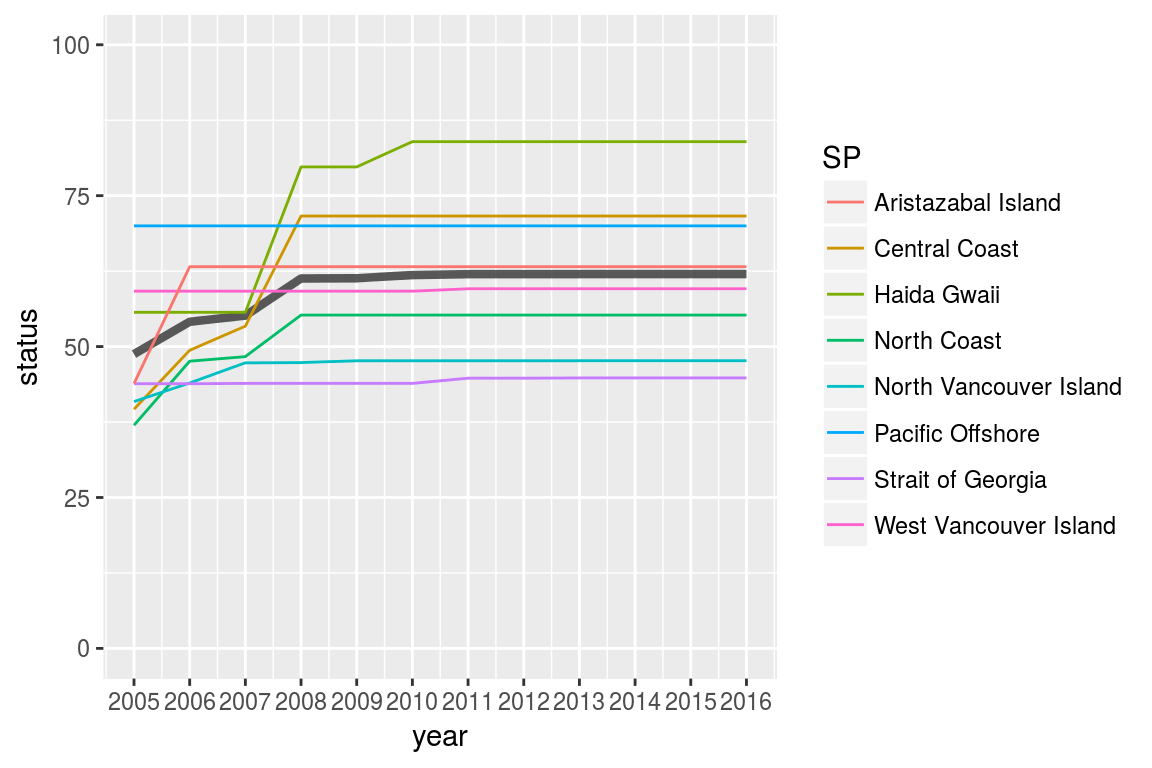 100
75
50
25
0
status
2005 2006 2007 2008 2009 2010 2011 2012 2013 2014 2015 2016
year
SP
Aristazabal Island
Central Coast
Haida Gwaii
North Coast
North Vancouver Island
Pacific Offshore
Strait of Georgia
West Vancouver Island